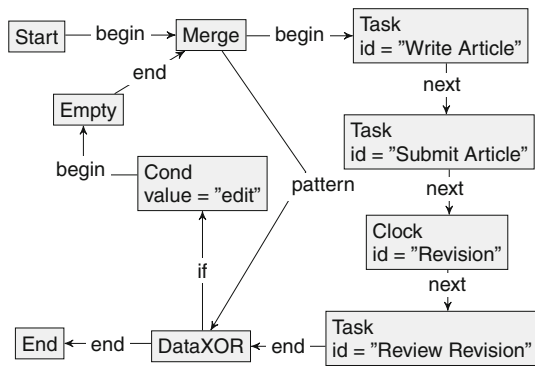 Start
begin
Merge
begin
Task
id = ”Write Article”
end
next
Empty
Task
id = ”Submit Article”
begin
Cond
value = ”edit”
pattern
next
Clock
id = ”Revision”
if
next
End
end
DataXOR
end
Task
id = ”Review Revision”